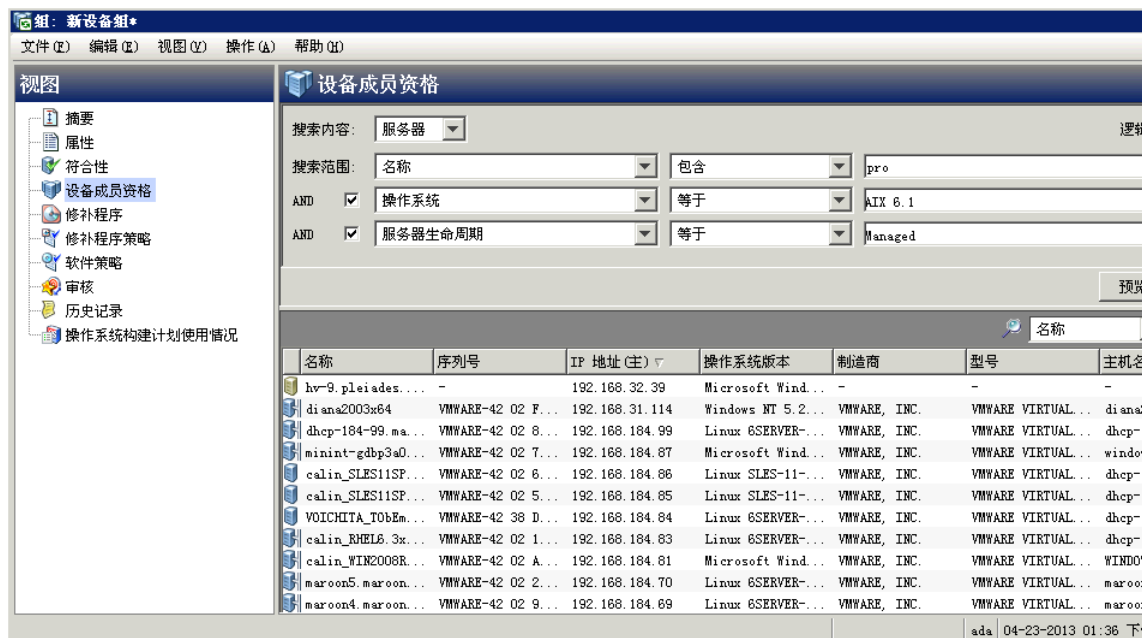 组: 新设备组*
文件(F) 编辑(E) 视图(V) 操作(A) 帮助(H)
视图
摘要
属性
符合性
设备成员资格
修补程序
修补程序策略
软件策略
审核
历史记录
操作系统构建计划使用情况
设备成员资格
搜索内容: 服务器 逻辑
搜索范围: 名称 包含 pro
AND 操作系统 等于 AIX 6.1
AND 服务器生命周期 等于 Managed
预览
名称
名称 序列号 IP 地址(主) 操作系统版本 制造商 型号 主机名
hv-9.pleiades.... - 192.168.32.39 Microsoft Wind... - - -
diana2003x64 VMWARE-42 02 F... 192.168.31.114 Windows NT 5.2... VMWARE, INC. VMWARE VIRTUAL... diana
dhcp-184-99.ma... VMWARE-42 02 8... 192.168.184.99 Linux 6SERVER-... VMWARE, INC. VMWARE VIRTUAL... dhcp-
minint-gdbp3a0... VMWARE-42 02 7... 192.168.184.87 Microsoft Wind... VMWARE, INC. VMWARE VIRTUAL... window
calin_SLES11SP... VMWARE-42 02 6... 192.168.184.86 Linux SLES-11-... VMWARE, INC. VMWARE VIRTUAL... dhcp-
calin_SLES11SP... VMWARE-42 02 5... 192.168.184.85 Linux SLES-11-... VMWARE, INC. VMWARE VIRTUAL... dhcp-
VOICHITA_TObEm... VMWARE-42 38 D... 192.168.184.84 Linux 6SERVER-... VMWARE, INC. VMWARE VIRTUAL... dhcp-
calin_RHEL6.3x... VMWARE-42 02 1... 192.168.184.83 Linux 6SERVER-... VMWARE, INC. VMWARE VIRTUAL... dhcp-
calin_WIN2008R... VMWARE-42 02 A... 192.168.184.81 Microsoft Wind... VMWARE, INC. VMWARE VIRTUAL... WINDO
maroon5.maroon... VMWARE-42 02 2... 192.168.184.70 Linux 6SERVER-... VMWARE, INC. VMWARE VIRTUAL... maroo
maroon4.maroon... VMWARE-42 02 9... 192.168.184.69 Linux 6SERVER-... VMWARE, INC. VMWARE VIRTUAL... maroo
ada 04-23-2013 01:36 下